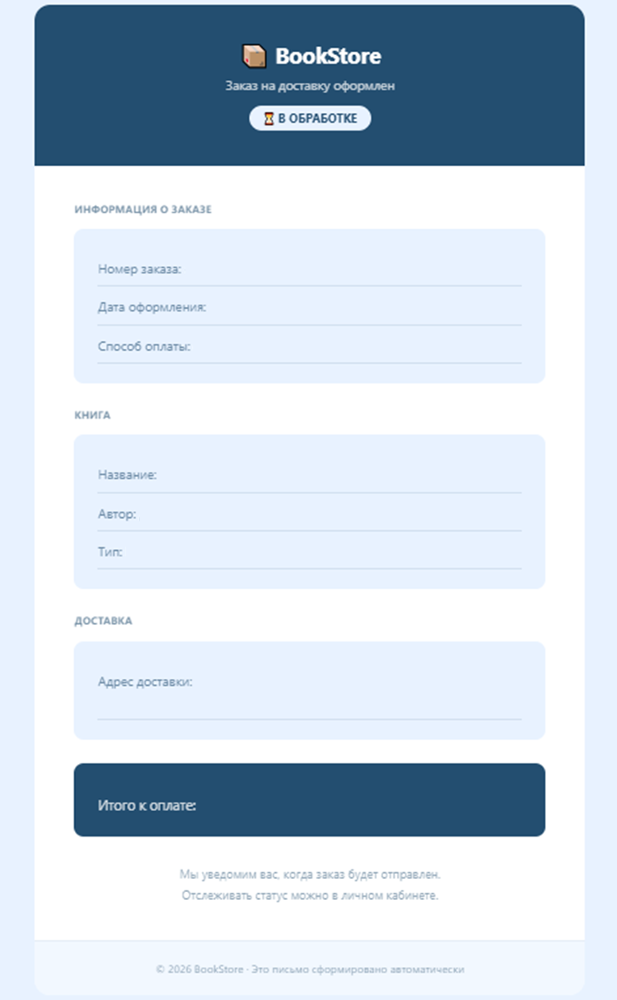 BookStore
Заказ на доставку оформлен
В ОБРАБОТКЕ
ИНФОРМАЦИЯ О ЗАКАЗЕ
Номер заказа:
Дата оформления:
Способ оплаты:
КНИГА
Название:
Автор:
Тип:
ДОСТАВКА
Адрес доставки:
Итого к оплате:
Мы уведомим вас, когда заказ будет отправлен.
Отслеживать статус можно в личном кабинете.
© 2026 BookStore · Это письмо сформировано автоматически